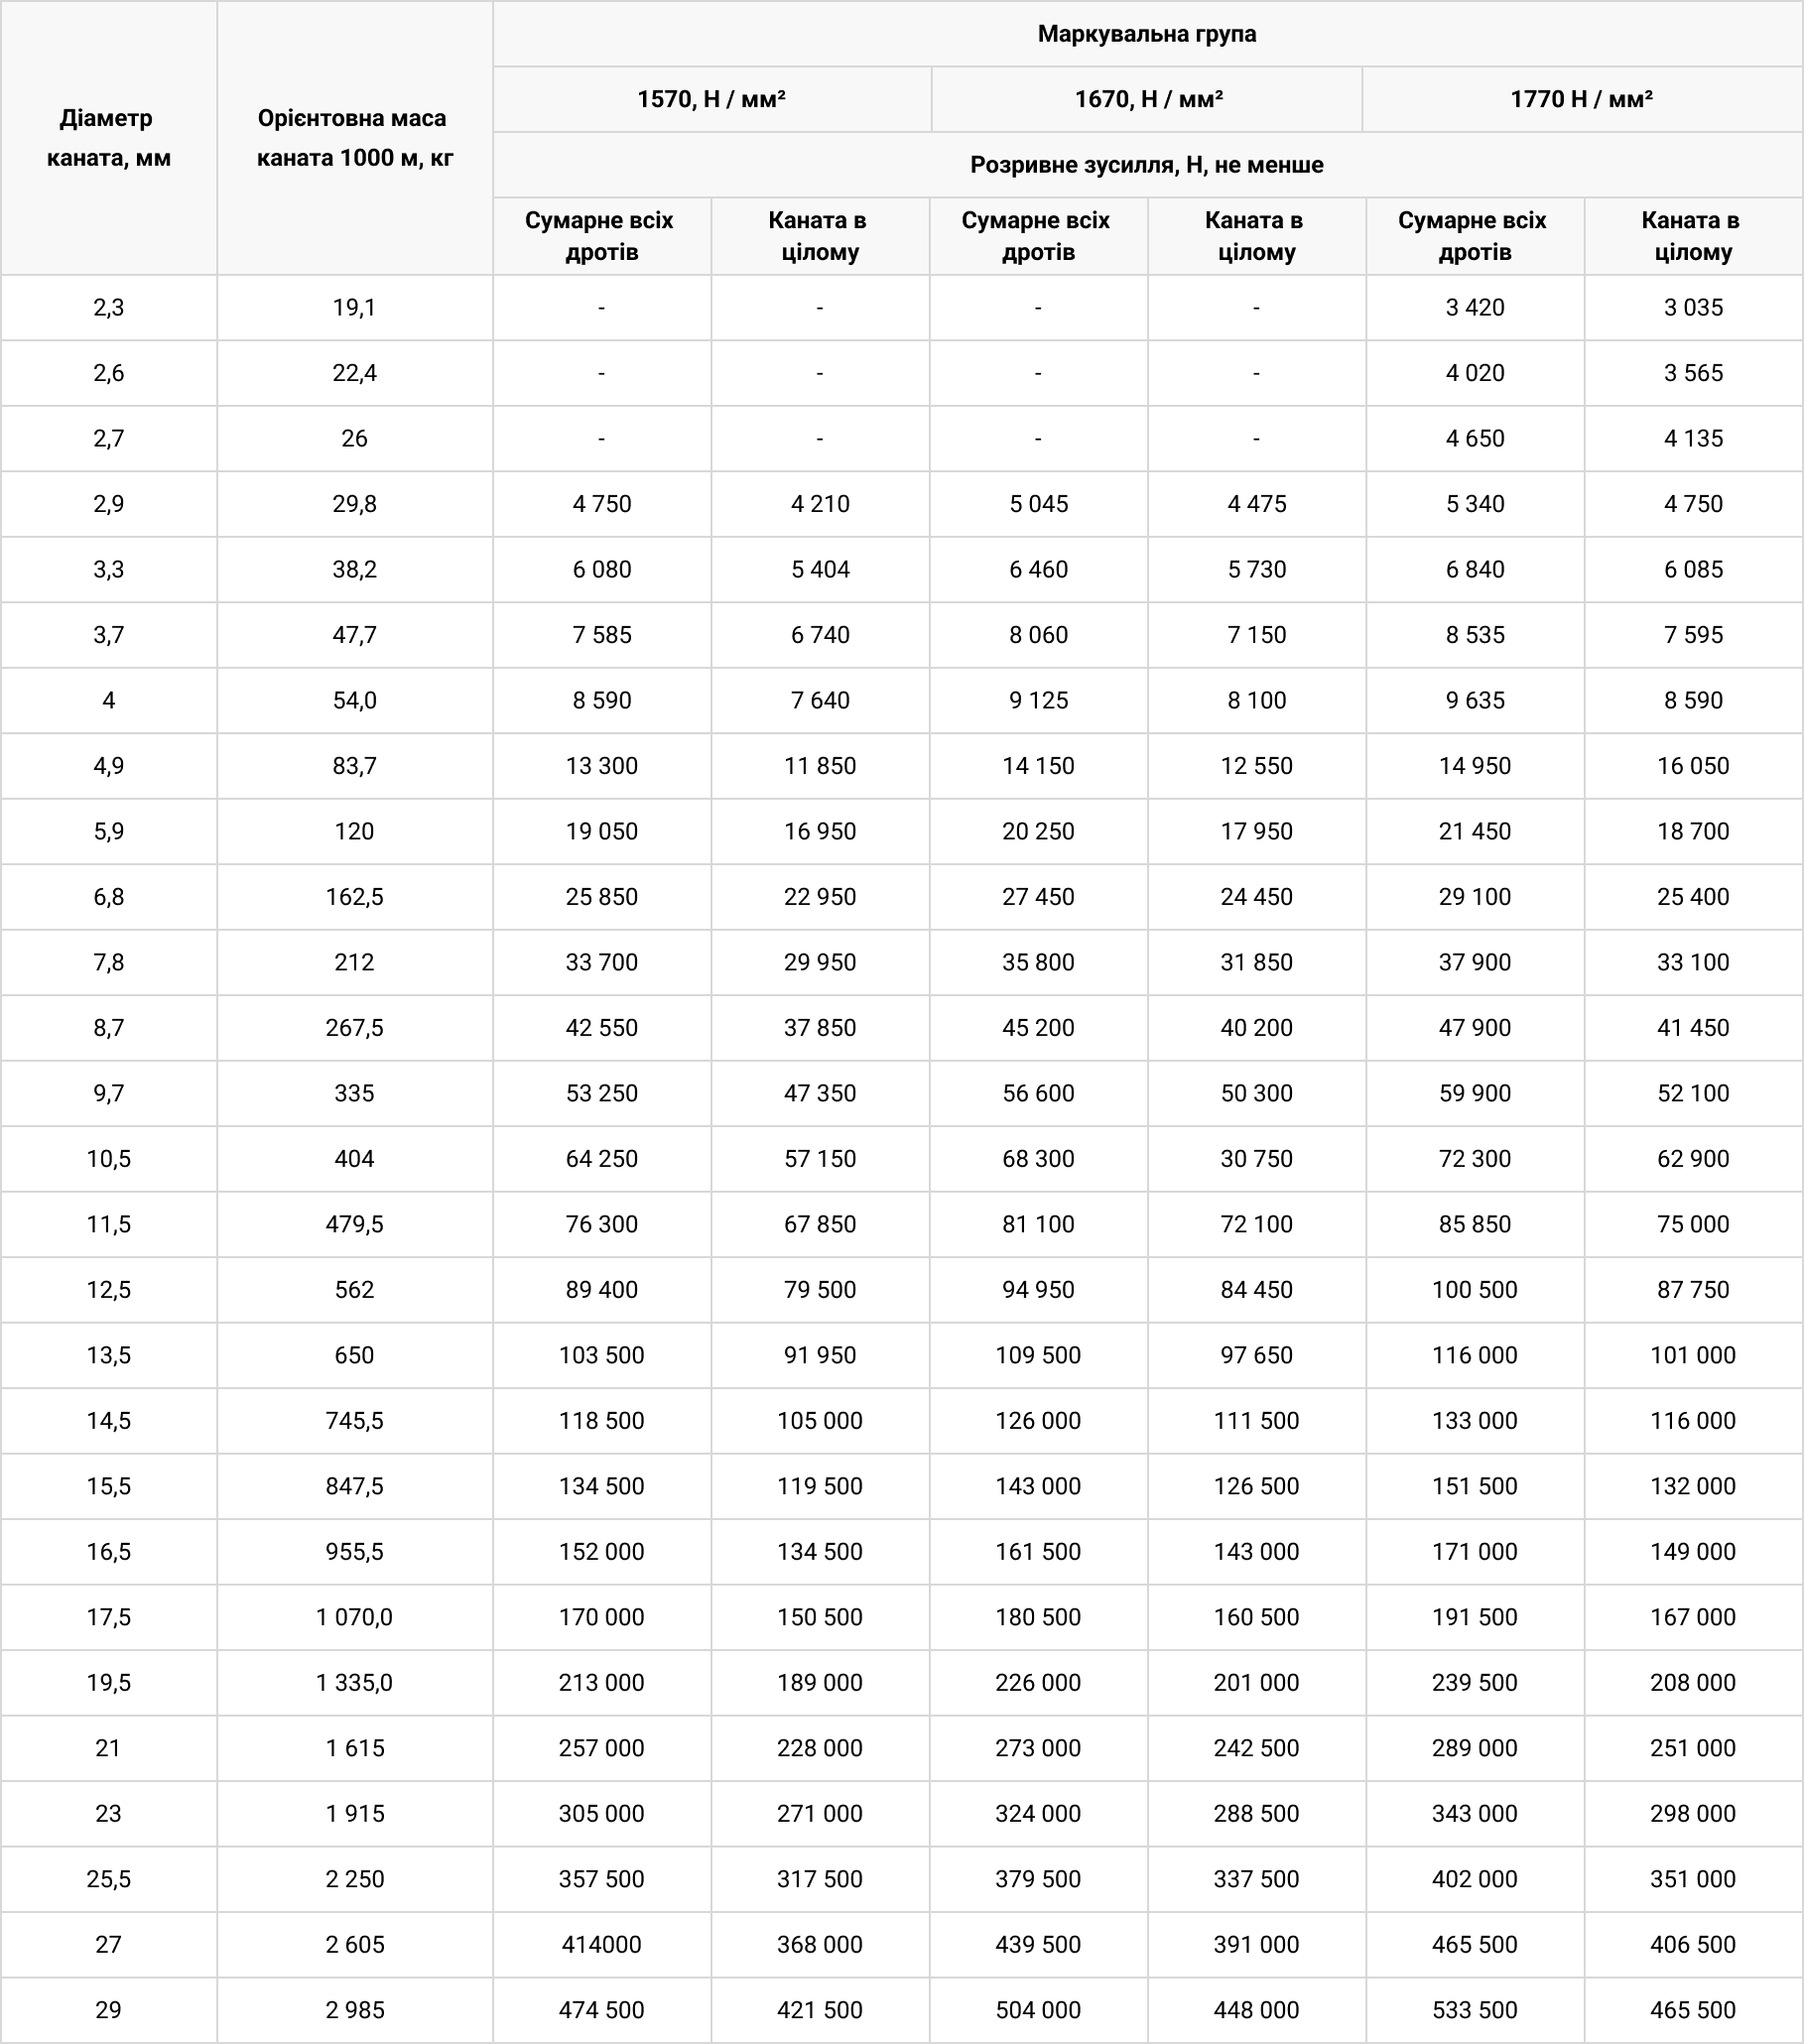 Діаметр каната, мм | Орієнтовна маса каната 1000 м, кг | Маркувальна група
1570, Н / мм² | 1670, Н / мм² | 1770 Н / мм²
Розривне зусилля, Н, не менше
Сумарне всіх дротів | Каната в цілому | Сумарне всіх дротів | Каната в цілому | Сумарне всіх дротів | Каната в цілому
2,3 | 19,1 | - | - | - | - | 3 420 | 3 035
2,6 | 22,4 | - | - | - | - | 4 020 | 3 565
2,7 | 26 | - | - | - | - | 4 650 | 4 135
2,9 | 29,8 | 4 750 | 4 210 | 5 045 | 4 475 | 5 340 | 4 750
3,3 | 38,2 | 6 080 | 5 404 | 6 460 | 5 730 | 6 840 | 6 085
3,7 | 47,7 | 7 585 | 6 740 | 8 060 | 7 150 | 8 535 | 7 595
4 | 54,0 | 8 590 | 7 640 | 9 125 | 8 100 | 9 635 | 8 590
4,9 | 83,7 | 13 300 | 11 850 | 14 150 | 12 550 | 14 950 | 16 050
5,9 | 120 | 19 050 | 16 950 | 20 250 | 17 950 | 21 450 | 18 700
6,8 | 162,5 | 25 850 | 22 950 | 27 450 | 24 450 | 29 100 | 25 400
7,8 | 212 | 33 700 | 29 950 | 35 800 | 31 850 | 37 900 | 33 100
8,7 | 267,5 | 42 550 | 37 850 | 45 200 | 40 200 | 47 900 | 41 450
9,7 | 335 | 53 250 | 47 350 | 56 600 | 50 300 | 59 900 | 52 100
10,5 | 404 | 64 250 | 57 150 | 68 300 | 30 750 | 72 300 | 62 900
11,5 | 479,5 | 76 300 | 67 850 | 81 100 | 72 100 | 85 850 | 75 000
12,5 | 562 | 89 400 | 79 500 | 94 950 | 84 450 | 100 500 | 87 750
13,5 | 650 | 103 500 | 91 950 | 109 500 | 97 650 | 116 000 | 101 000
14,5 | 745,5 | 118 500 | 105 000 | 126 000 | 111 500 | 133 000 | 116 000
15,5 | 847,5 | 134 500 | 119 500 | 143 000 | 126 500 | 151 500 | 132 000
16,5 | 955,5 | 152 000 | 134 500 | 161 500 | 143 000 | 171 000 | 149 000
17,5 | 1 070,0 | 170 000 | 150 500 | 180 500 | 160 500 | 191 500 | 167 000
19,5 | 1 335,0 | 213 000 | 189 000 | 226 000 | 201 000 | 239 500 | 208 000
21 | 1 615 | 257 000 | 228 000 | 273 000 | 242 500 | 289 000 | 251 000
23 | 1 915 | 305 000 | 271 000 | 324 000 | 288 500 | 343 000 | 298 000
25,5 | 2 250 | 357 500 | 317 500 | 379 500 | 337 500 | 402 000 | 351 000
27 | 2 605 | 414000 | 368 000 | 439 500 | 391 000 | 465 500 | 406 500
29 | 2 985 | 474 500 | 421 500 | 504 000 | 448 000 | 533 500 | 465 500